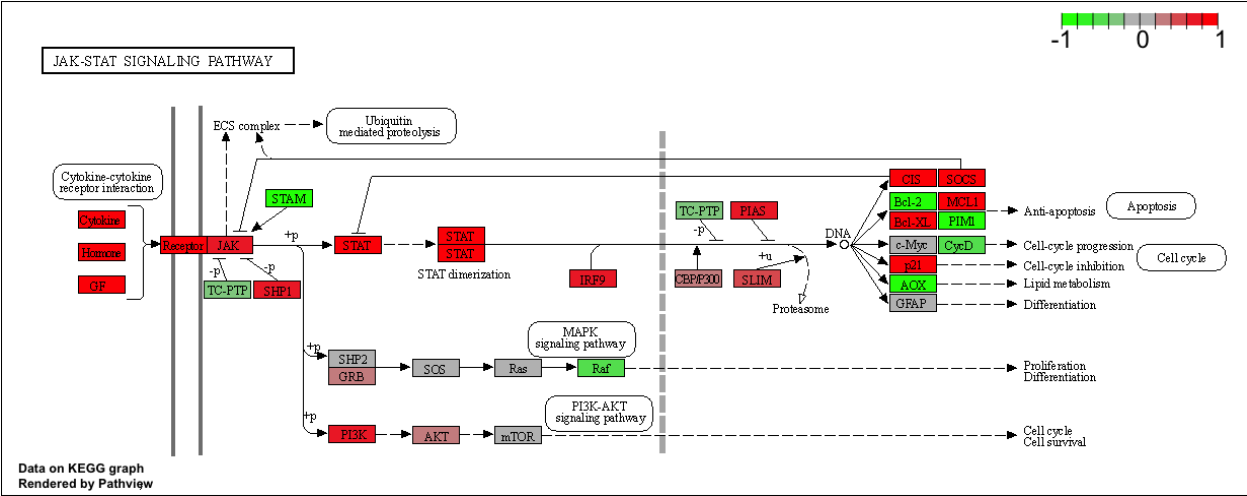 -1 0 1
JAK-STAT SIGNALING PATHWAY
ECS complex
Ubiquitin
mediated proteolysis
Cytokine-cytokine
receptor interaction
STAM
Cytokine
Hormone
GF
Receptor
JAK
+p
STAT
STAT
STAT
STAT dimerization
-p
-p
TC-PTP
SHP1
IRF9
TC-PTP
PIAS
-p
+u
CBP/P300
SLIM
Proteasome
DNA
CIS
SOCS
Bcl-2
MCL1
Bcl-XL
PIM1
Anti-apoptosis
Apoptosis
c-Myc
CycD
Cell-cycle progression
Cell cycle
p21
Cell-cycle inhibition
AOX
Lipid metabolism
GFAP
Differentiation
+p
SHP2
GRB
SOS
Ras
Raf
MAPK
signaling pathway
Proliferation
Differentiation
+p
PI3K
AKT
mTOR
PI3K-AKT
signaling pathway
Cell cycle
Cell survival
Data on KEGG graph
Rendered by Pathview